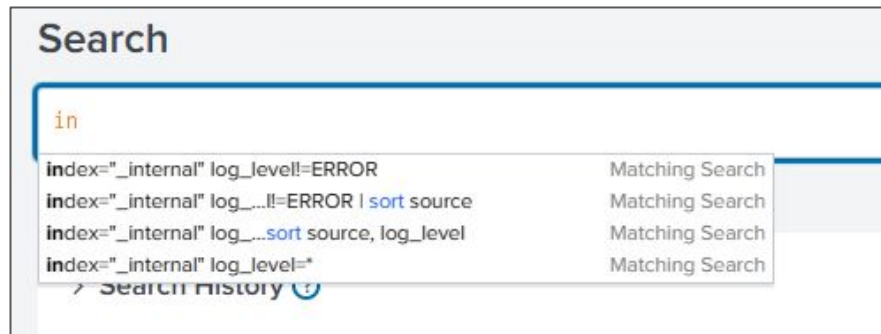 Search
in
index="_internal" log_level!=ERROR Matching Search
index="_internal" log_...l!=ERROR | sort source Matching Search
index="_internal" log_...sort source, log_level Matching Search
index="_internal" log_level=* Matching Search
> Search History ?